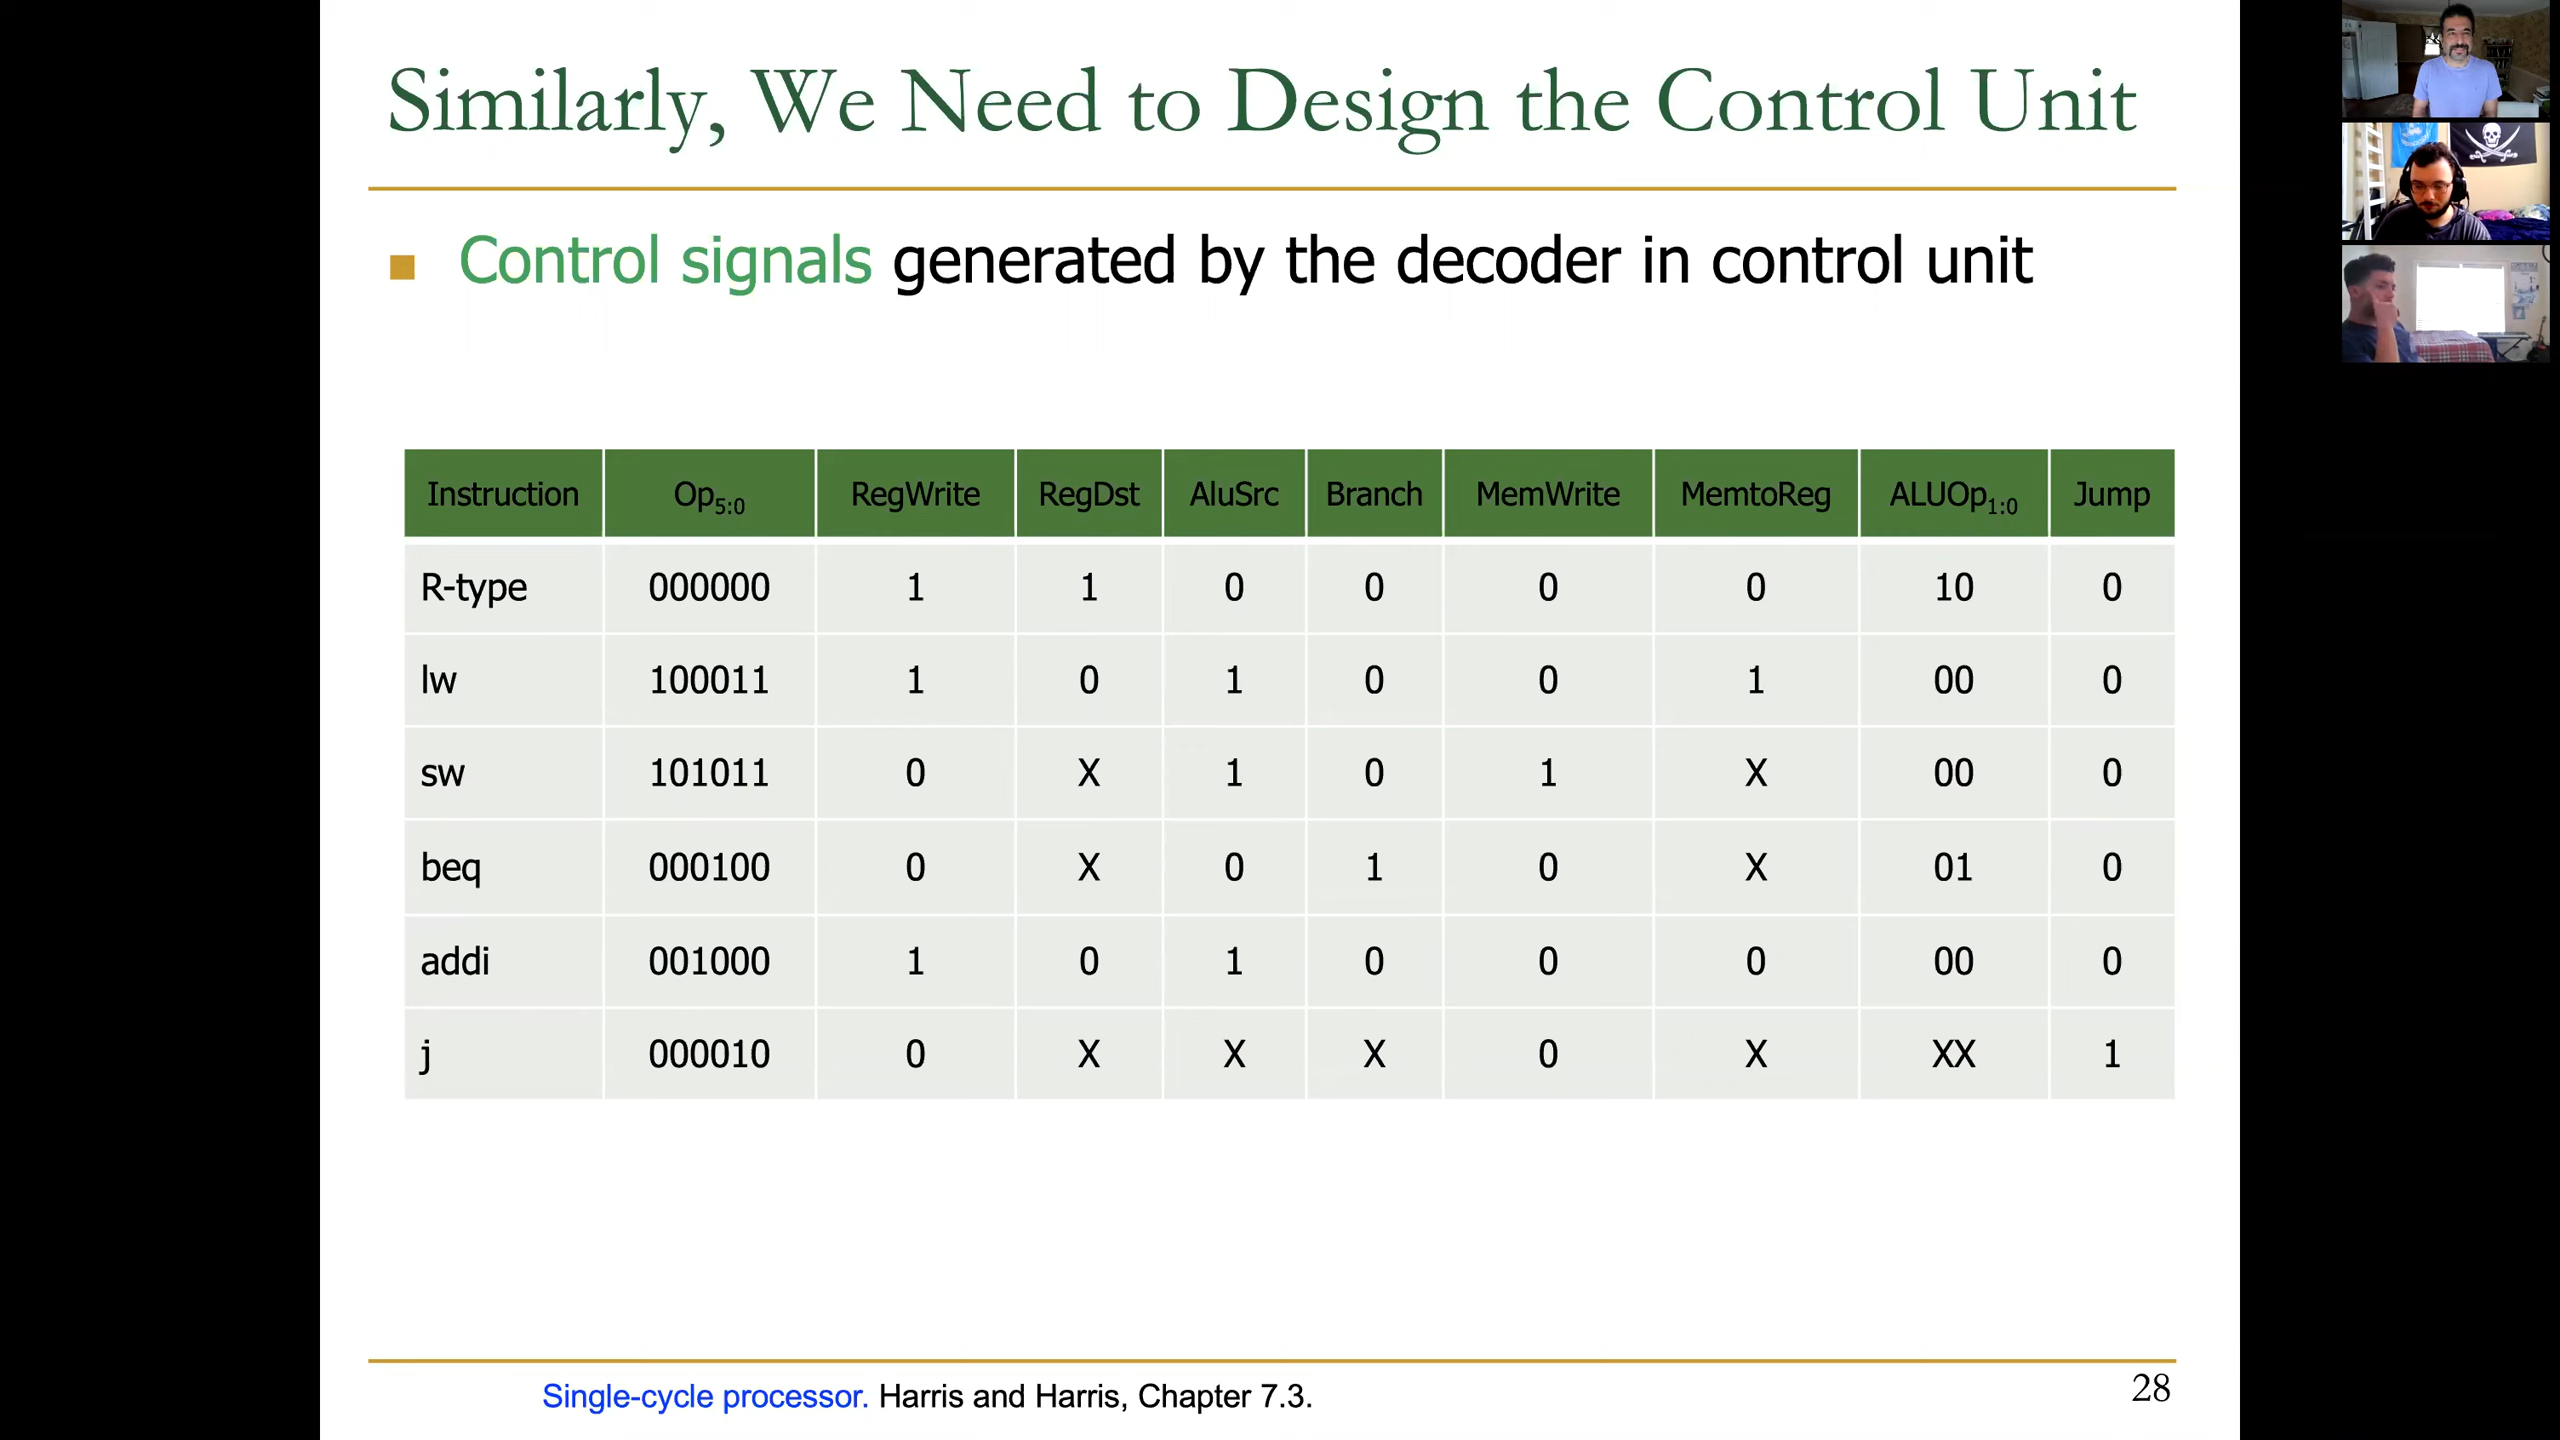 Similarly, We Need to Design the Control Unit
■ Control signals generated by the decoder in control unit
Instruction Op5:0 RegWrite RegDst AluSrc Branch MemWrite MemtoReg ALUOp1:0 Jump
R-type 000000 1 1 0 0 0 0 10 0
lw 100011 1 0 1 0 0 1 00 0
sw 101011 0 X 1 0 1 X 00 0
beq 000100 0 X 0 1 0 X 01 0
addi 001000 1 0 1 0 0 0 00 0
j 000010 0 X X X 0 X XX 1
Single-cycle processor. Harris and Harris, Chapter 7.3.
28